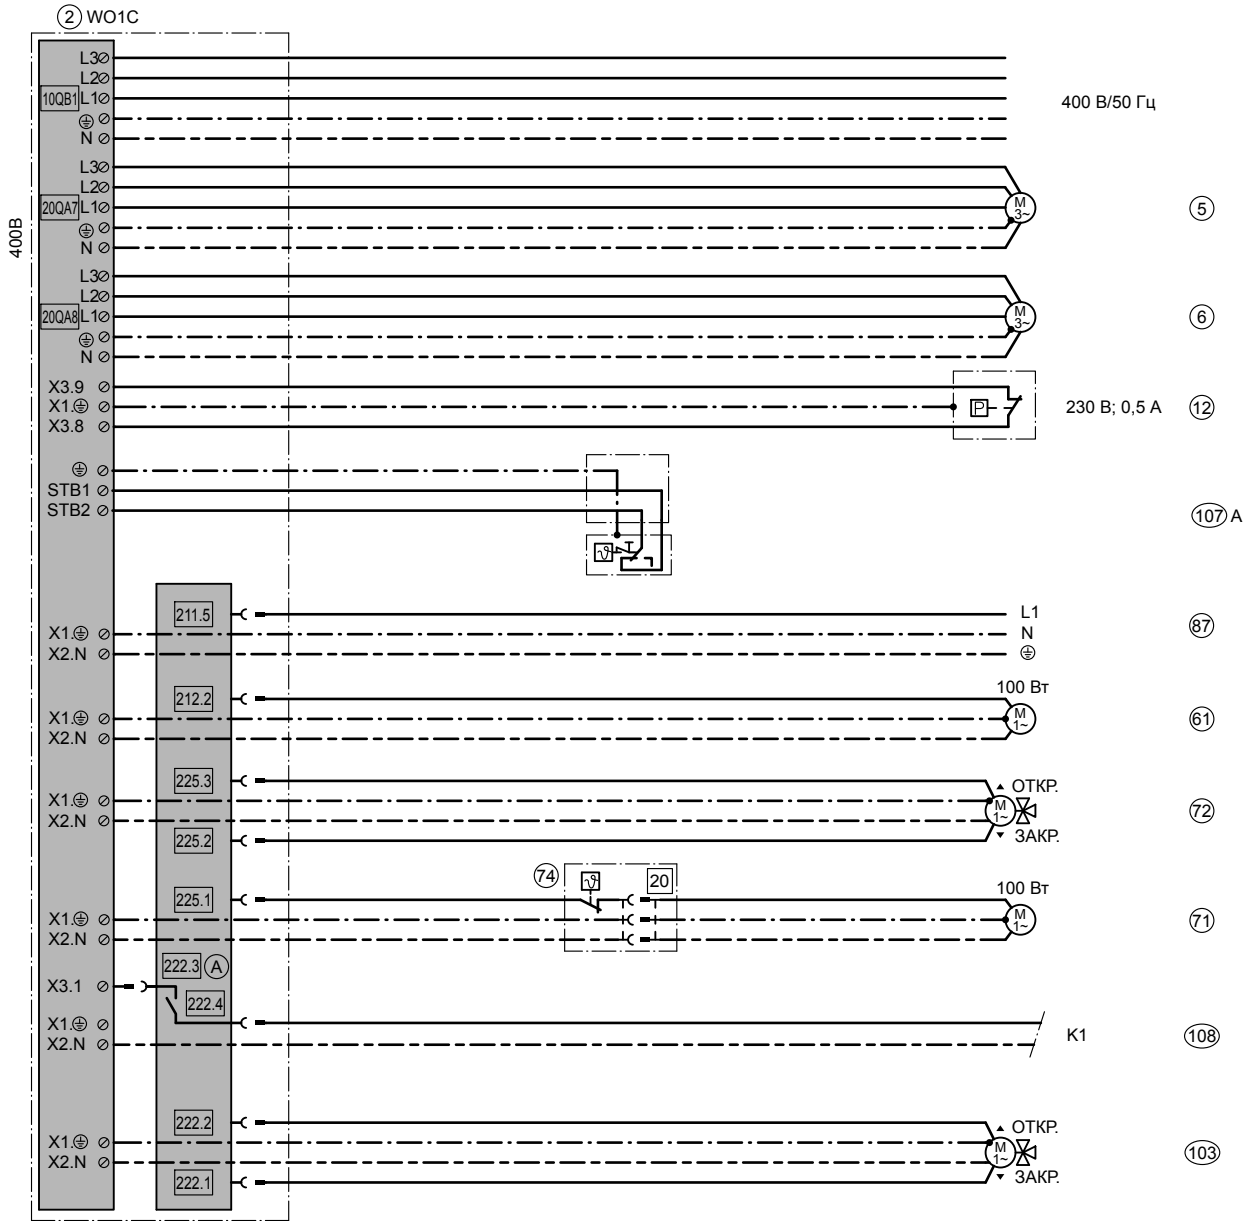 2 WO1C
400В
L3
L2
10QB1 L1
N
400 В/50 Гц
L3
L2
20QA7 L1
N
M
3~
5
L3
L2
20QA8 L1
N
M
3~
6
X3.9
X1.
X3.8
P
230 В; 0,5 А
12
STB1
STB2
ϑ
107 A
211.5
X1.
X2.N
L1
N
87
212.2
X1.
X2.N
100 Вт
M
1~
61
225.3
X1.
X2.N
225.2
ОТКР.
M
1~
ЗАКР.
72
225.1
X1.
X2.N
74
ϑ
20
100 Вт
M
1~
71
222.3 A
X3.1
222.4
X1.
X2.N
K1
108
222.2
X1.
X2.N
222.1
ОТКР.
M
1~
ЗАКР.
103